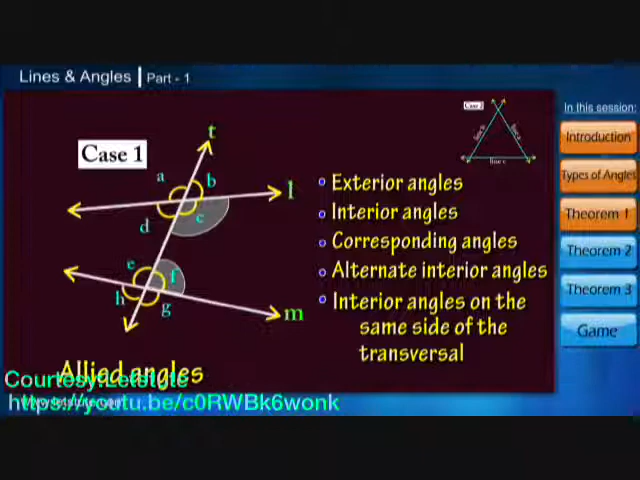 Lines & Angles | Part - 1
In this session:
Case 1
Case 2
t
a
b
l
d
c
e
f
h
g
m
Exterior angles
Interior angles
Corresponding angles
Alternate interior angles
Interior angles on the
same side of the
transversal
Introduction
Types of Angles
Theorem 1
Theorem 2
Theorem 3
Game
Allied angles
https://youtu.be/c0RWBk6wonk